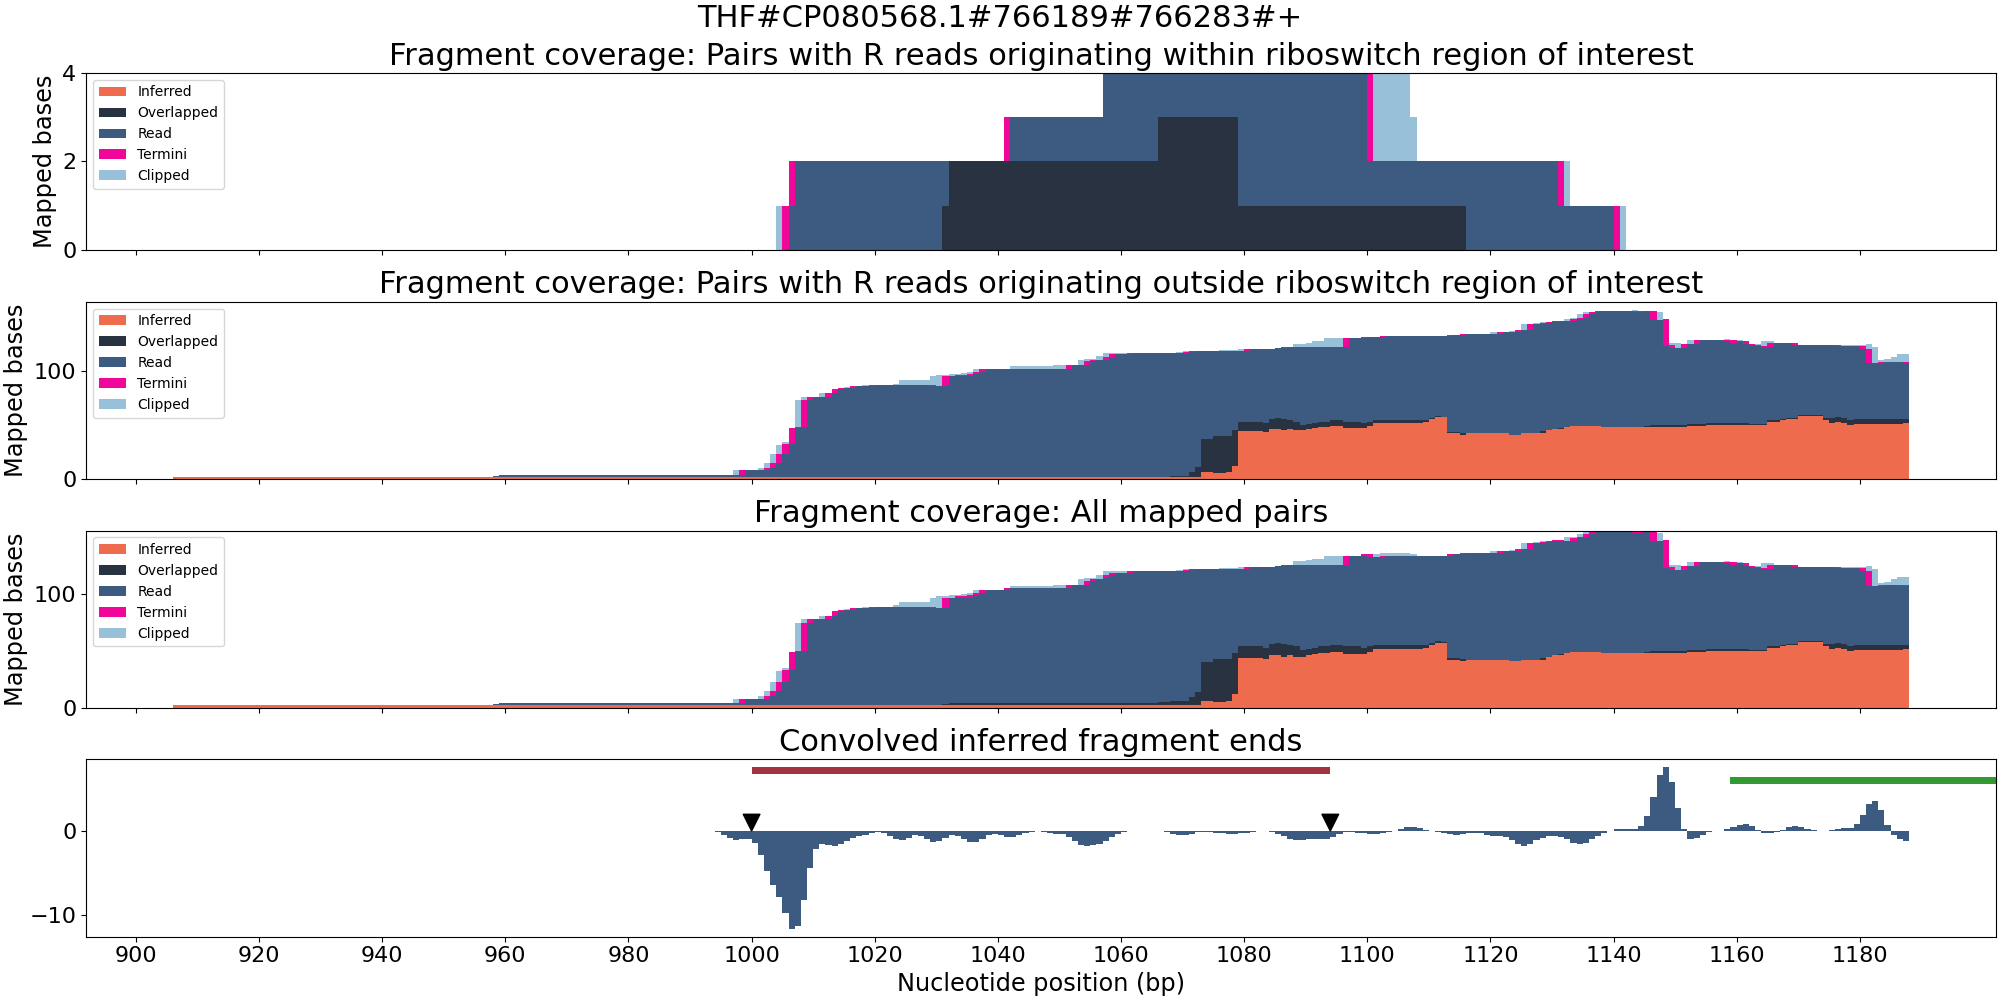 THF#CP080568.1#766189#766283#+
Fragment coverage: Pairs with R reads originating within riboswitch region of interest
Mapped bases
4
2
0
Inferred
Overlapped
Read
Termini
Clipped
Fragment coverage: Pairs with R reads originating outside riboswitch region of interest
Mapped bases
100
0
Inferred
Overlapped
Read
Termini
Clipped
Fragment coverage: All mapped pairs
Mapped bases
100
0
Inferred
Overlapped
Read
Termini
Clipped
Convolved inferred fragment ends
0
−10
900 920 940 960 980 1000 1020 1040 1060 1080 1100 1120 1140 1160 1180
Nucleotide position (bp)